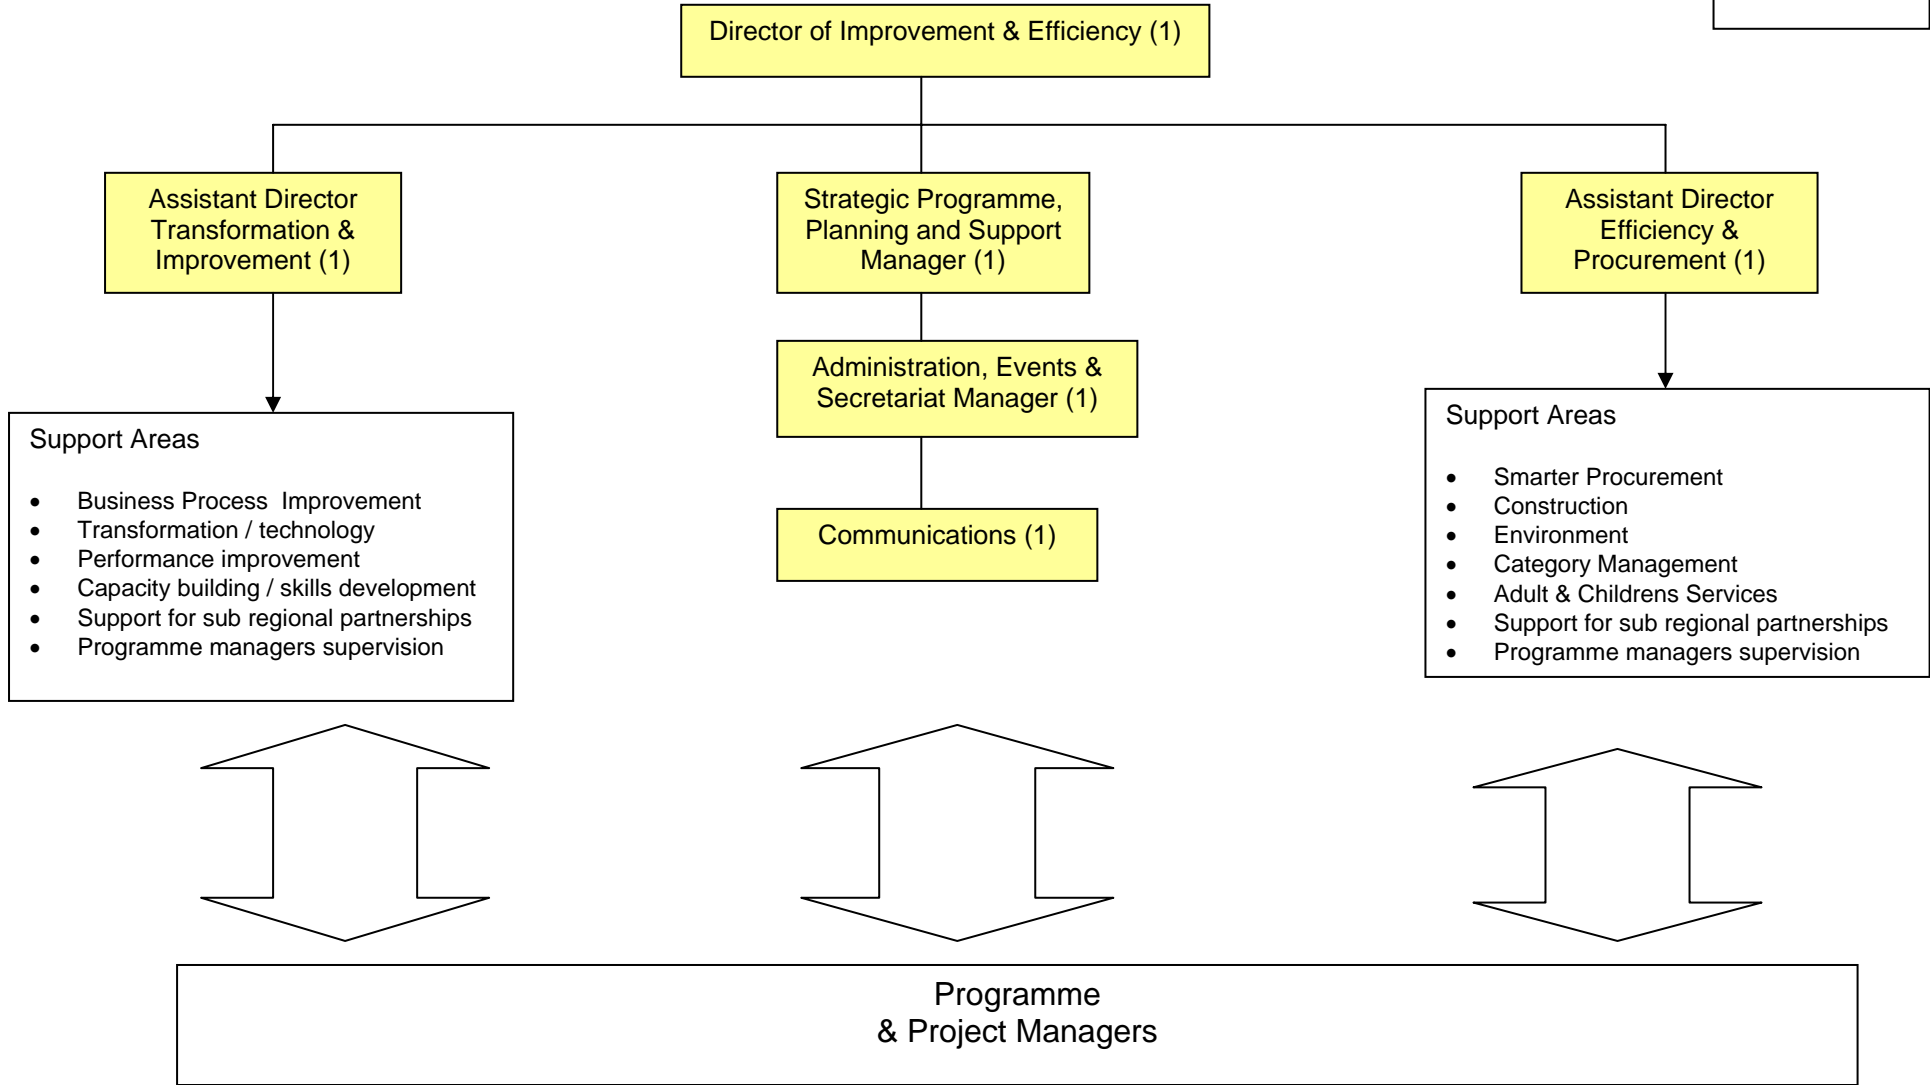 Director of Improvement & Efficiency (1)
Assistant Director
Transformation &
Improvement (1)
Strategic Programme,
Planning and Support
Manager (1)
Assistant Director
Efficiency &
Procurement (1)
Administration, Events &
Secretariat Manager (1)
Communications (1)
Support Areas
• Business Process  Improvement
• Transformation / technology
• Performance improvement
• Capacity building / skills development
• Support for sub regional partnerships
• Programme managers supervision
Support Areas
• Smarter Procurement
• Construction
• Environment
• Category Management
• Adult & Childrens Services
• Support for sub regional partnerships
• Programme managers supervision
Programme
& Project Managers